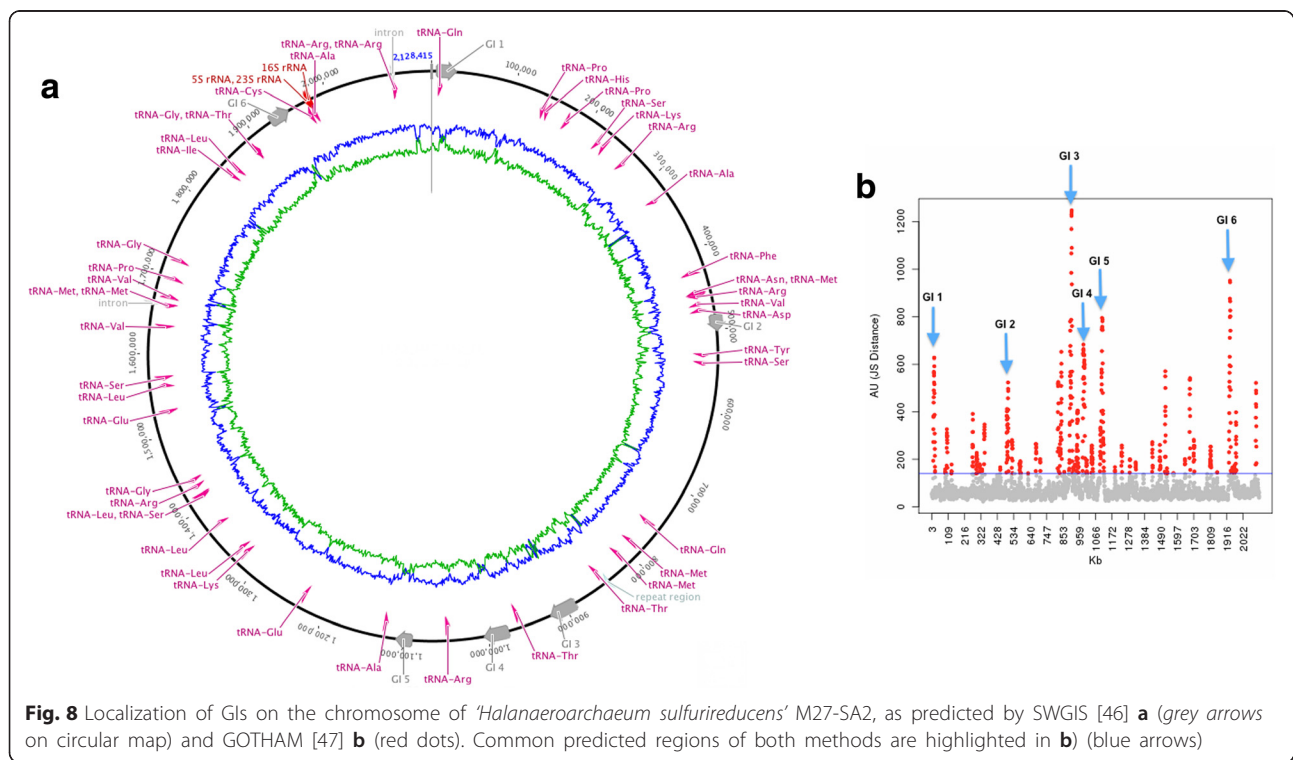 a
2,128,415
tRNA-Gln
GI 1
100,000
tRNA-Pro
tRNA-His
tRNA-Pro
200,000
tRNA-Ser
tRNA-Lys
tRNA-Arg
300,000
tRNA-Ala
400,000
tRNA-Phe
tRNA-Asn, tRNA-Met
tRNA-Arg
tRNA-Val
tRNA-Asp
500,000
GI 2
tRNA-Tyr
tRNA-Ser
600,000
700,000
tRNA-Gln
tRNA-Met
800,000
tRNA-Met
repeat region
tRNA-Thr
900,000
GI 3
tRNA-Thr
1,000,000
GI 4
tRNA-Arg
1,100,000
GI 5
tRNA-Ala
1,200,000
tRNA-Glu
1,300,000
tRNA-Lys
tRNA-Leu
tRNA-Leu
1,400,000
tRNA-Leu, tRNA-Ser
tRNA-Arg
tRNA-Gly
1,500,000
tRNA-Glu
tRNA-Leu
tRNA-Ser
1,600,000
tRNA-Val
intron
tRNA-Met, tRNA-Met
tRNA-Val
1,700,000
tRNA-Pro
tRNA-Gly
1,800,000
tRNA-Ile
tRNA-Leu
tRNA-Gly, tRNA-Thr
1,900,000
GI 6
tRNA-Cys
5S rRNA, 23S rRNA
16S rRNA
2,000,000
tRNA-Ala
tRNA-Arg, tRNA-Arg
intron
b
GI 1
GI 2
GI 3
GI 4
GI 5
GI 6
AU (JS Distance)
1200
1000
800
600
400
200
0
3 109 216 322 428 534 640 747 853 959 1066 1172 1278 1384 1490 1597 1703 1809 1916 2022
Kb
Fig. 8 Localization of GIs on the chromosome of 'Halanaeroarchaeum sulfurireducens' M27-SA2, as predicted by SWGIS [46] a (grey arrows
on circular map) and GOTHAM [47] b (red dots). Common predicted regions of both methods are highlighted in b) (blue arrows)